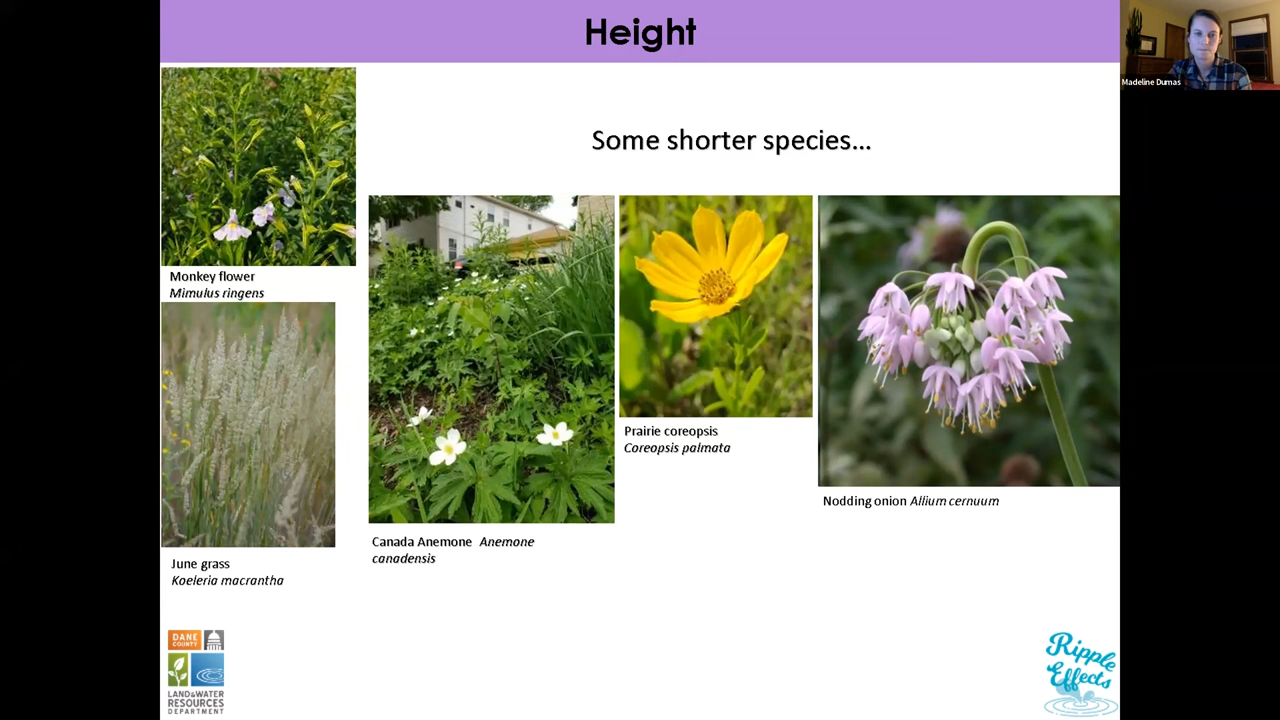 Height
Madeline Dumas
Some shorter species...
Monkey flower
Mimulus ringens
June grass
Koeleria macrantha
Canada Anemone Anemone
canadensis
Prairie coreopsis
Coreopsis palmata
Nodding onion Allium cernuum
DANE
COUNTY
LAND & WATER
RESOURCES
DEPARTMENT
Ripple
Effects